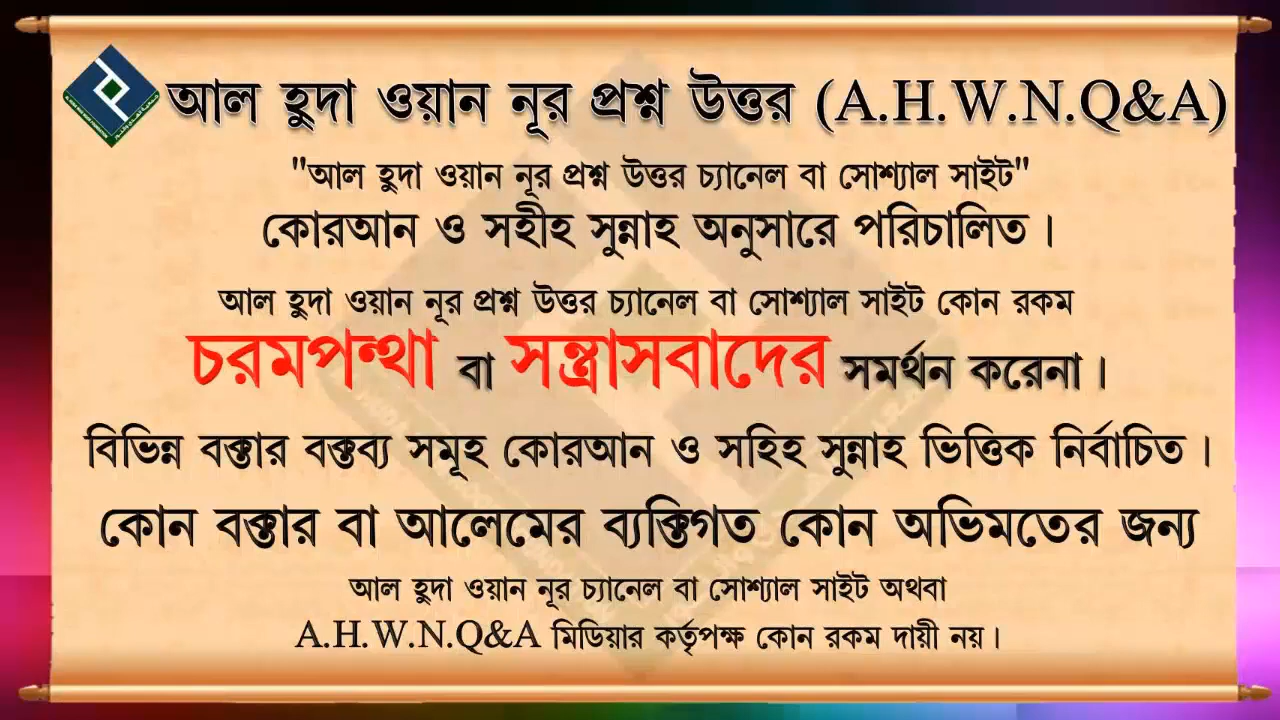 আল হুদা ওয়ান নূর প্রশ্ন উত্তর (A.H.W.N.Q&A)
"আল হুদা ওয়ান নূর প্রশ্ন উত্তর চ্যানেল বা সোশ্যাল সাইট"
কোরআন ও সহীহ সুন্নাহ অনুসারে পরিচালিত।
আল হুদা ওয়ান নূর প্রশ্ন উত্তর চ্যানেল বা সোশ্যাল সাইট কোন রকম
চরমপন্থা বা সন্ত্রাসবাদের সমর্থন করেনা।
বিভিন্ন বক্তার বক্তব্য সমূহ কোরআন ও সহিহ সুন্নাহ ভিত্তিক নির্বাচিত।
কোন বক্তার বা আলেমের ব্যক্তিগত কোন অভিমতের জন্য
আল হুদা ওয়ান নূর চ্যানেল বা সোশ্যাল সাইট অথবা
A.H.W.N.Q&A মিডিয়ার কর্তৃপক্ষ কোন রকম দায়ী নয়।